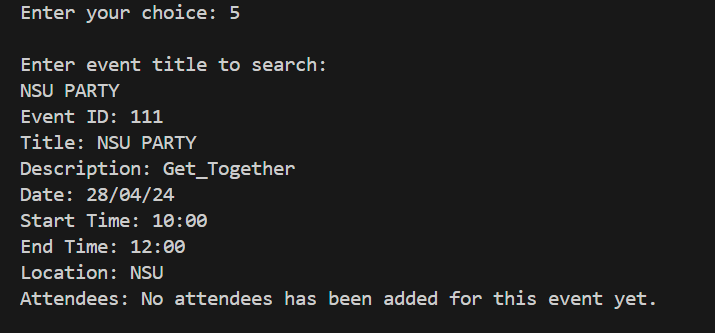 Enter your choice: 5
Enter event title to search:
NSU PARTY
Event ID: 111
Title: NSU PARTY
Description: Get_Together
Date: 28/04/24
Start Time: 10:00
End Time: 12:00
Location: NSU
Attendees: No attendees has been added for this event yet.